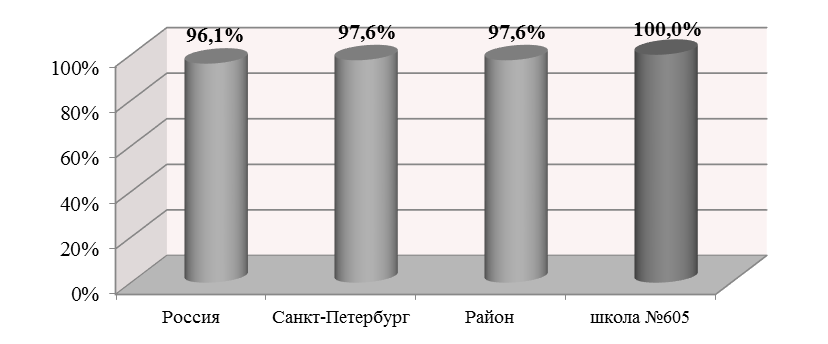 96,1%
97,6%
97,6%
100,0%
100%
80%
60%
40%
20%
0%
Россия
Санкт-Петербург
Район
школа №605